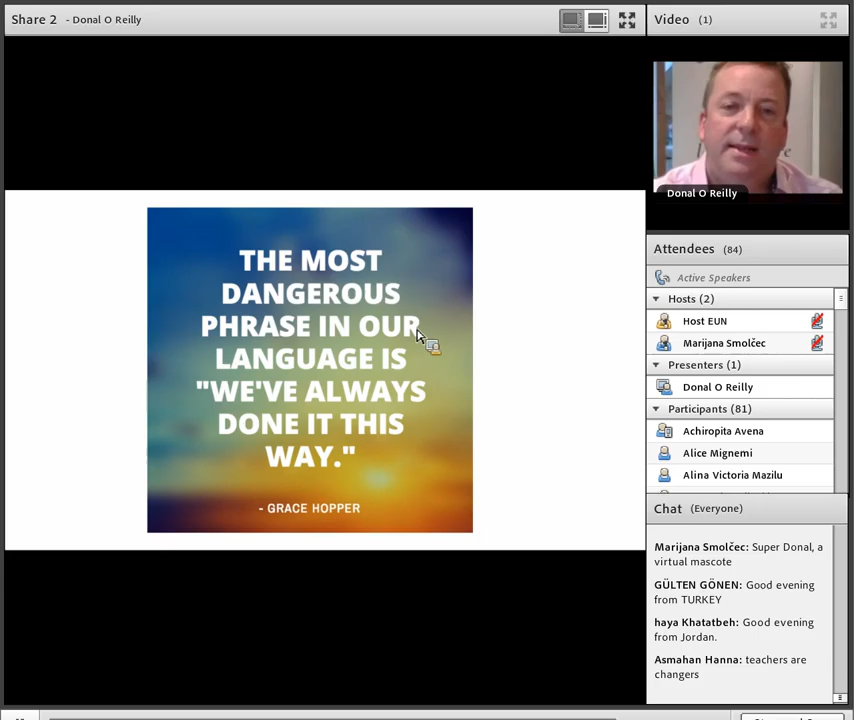 Share 2 - Donal O Reilly
Video (1)
Donal O Reilly
THE MOST
DANGEROUS
PHRASE IN OUR
LANGUAGE IS
"WE'VE ALWAYS
DONE IT THIS
WAY."
- GRACE HOPPER
Attendees (84)
Active Speakers
Hosts (2)
Host EUN
Marijana Smolčec
Presenters (1)
Donal O Reilly
Participants (81)
Achiropita Avena
Alice Mignemi
Alina Victoria Mazilu
Chat (Everyone)
Marijana Smolčec: Super Donal, a
virtual mascote
GÜLTEN GÖNEN: Good evening
from TURKEY
haya Khatatbeh: Good evening
from Jordan.
Asmahan Hanna: teachers are
changers